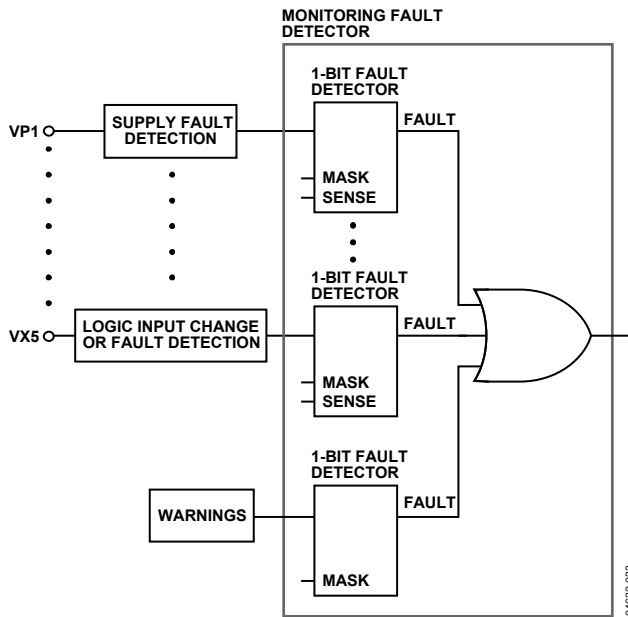 MONITORING FAULT
DETECTOR
1-BIT FAULT
DETECTOR
VP1
SUPPLY FAULT
DETECTION
FAULT
MASK
SENSE
1-BIT FAULT
DETECTOR
VX5
LOGIC INPUT CHANGE
OR FAULT DETECTION
FAULT
MASK
SENSE
1-BIT FAULT
DETECTOR
WARNINGS
FAULT
MASK